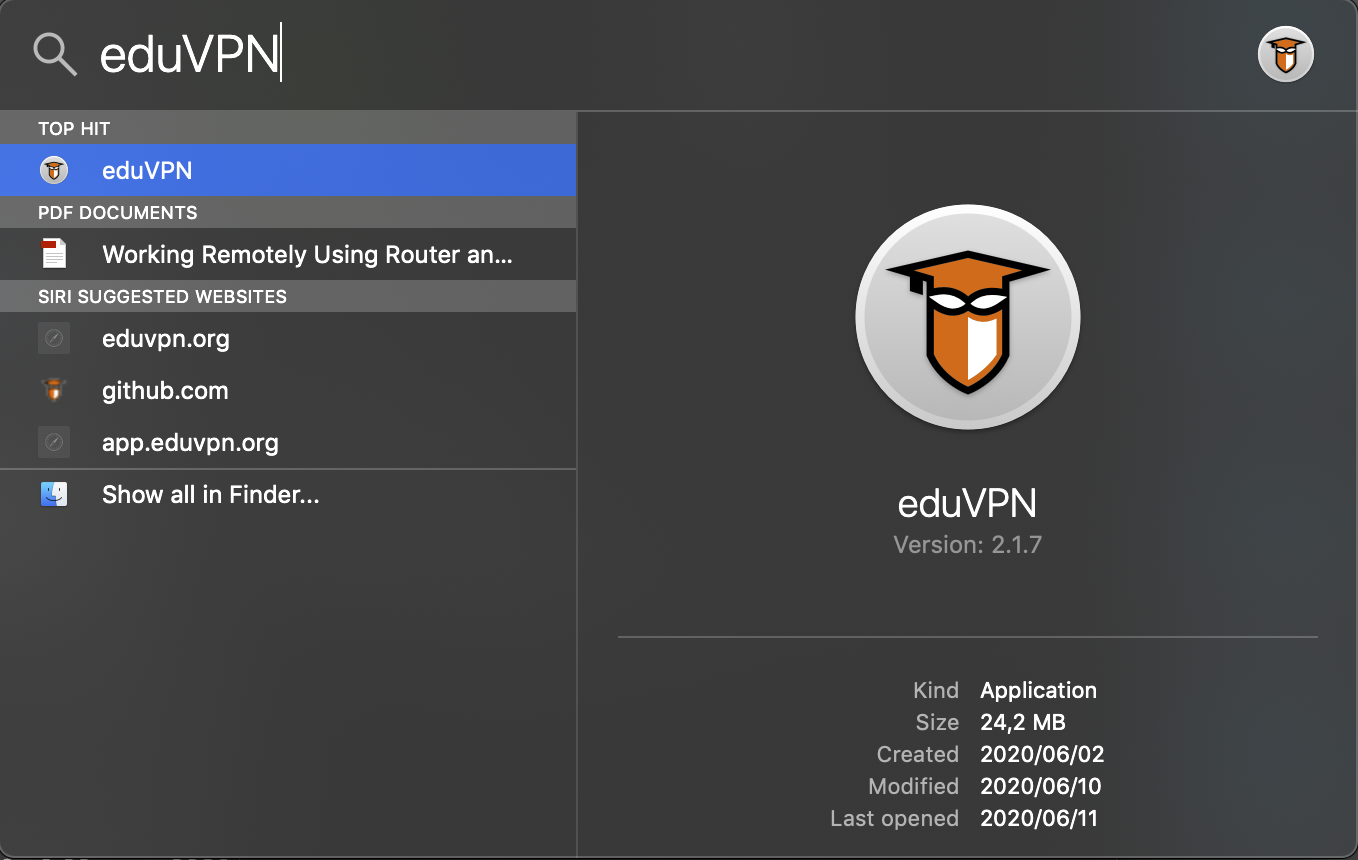 eduVPN
TOP HIT
eduVPN
PDF DOCUMENTS
Working Remotely Using Router an...
SIRI SUGGESTED WEBSITES
eduvpn.org
github.com
app.eduvpn.org
Show all in Finder...
eduVPN
Version: 2.1.7
Kind Application
Size 24,2 MB
Created 2020/06/02
Modified 2020/06/10
Last opened 2020/06/11